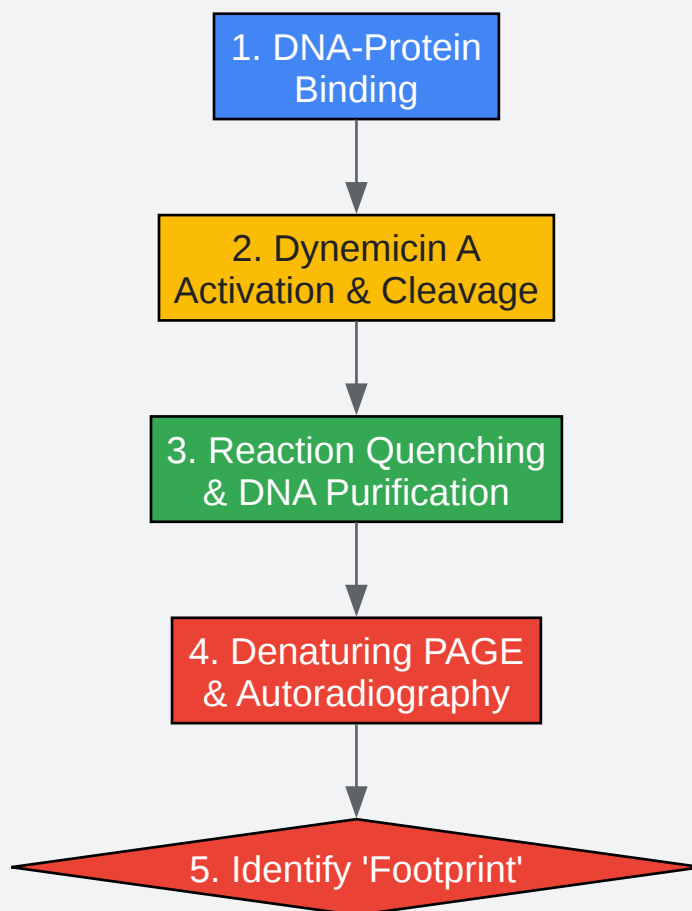 1. DNA-Protein
Binding
2. Dynemicin A
Activation & Cleavage
3. Reaction Quenching
& DNA Purification
4. Denaturing PAGE
& Autoradiography
5. Identify 'Footprint'